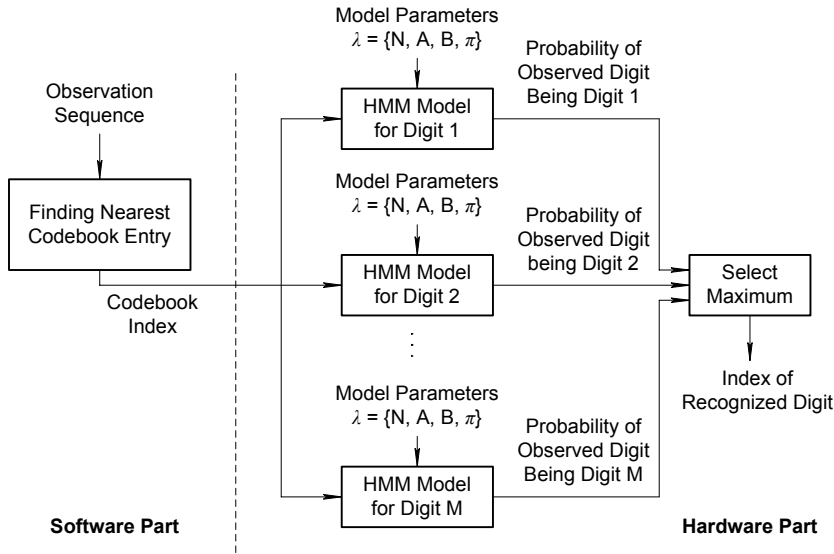 Model Parameters
λ = {N, A, B, π}
Probability of
Observed Digit
Being Digit 1
Observation
Sequence
HMM Model
for Digit 1
Finding Nearest
Codebook Entry
Model Parameters
λ = {N, A, B, π}
Probability of
Observed Digit
being Digit 2
HMM Model
for Digit 2
Select
Maximum
Codebook
Index
Index of
Recognized Digit
Model Parameters
λ = {N, A, B, π}
Probability of
Observed Digit
Being Digit M
HMM Model
for Digit M
Software Part
Hardware Part